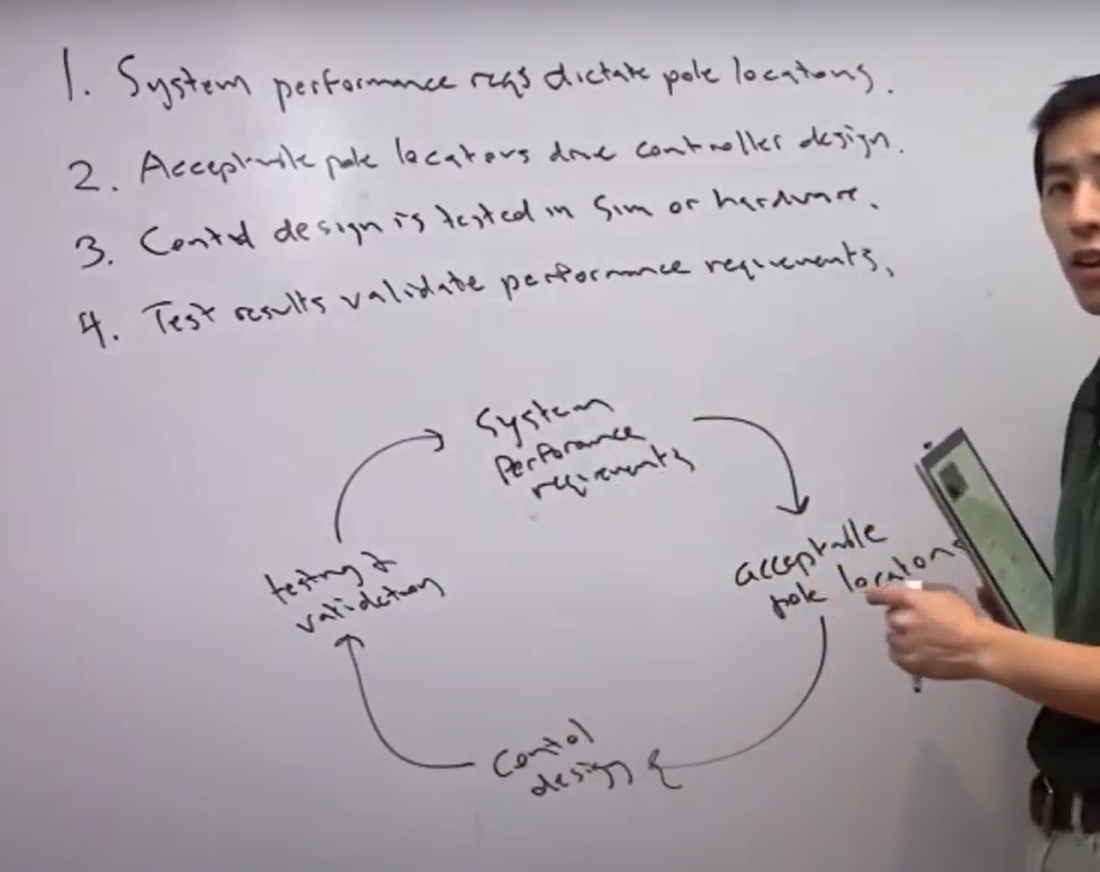 1. System performance reqs dictate pole locations.
2. Acceptable pole locations drive controller design.
3. Control design is tested in Sim or hardware.
4. Test results validate performance requirements.
System
Performance
requirements
acceptable
pole locations
Control
design
testing &
validation